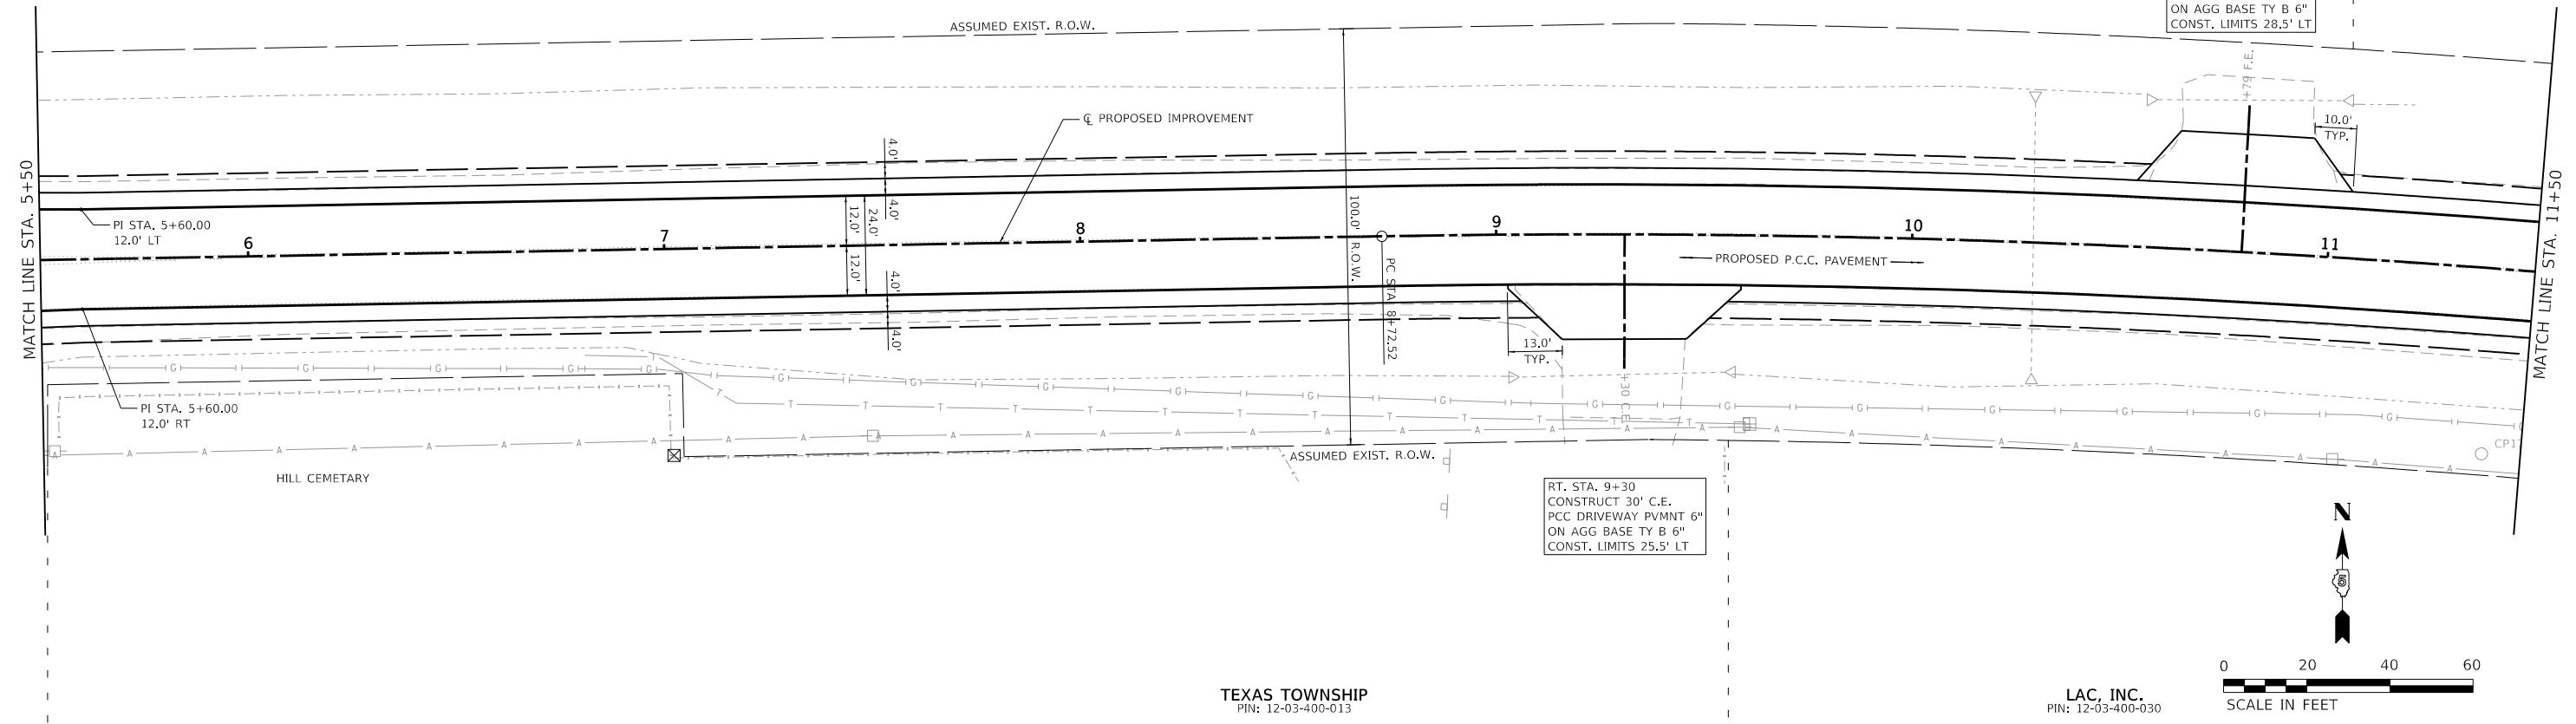 ON AGG BASE TY B 6"
CONST. LIMITS 28.5' LT
ASSUMED EXIST. R.O.W.
+79 F.E.
℄ PROPOSED IMPROVEMENT
10.0'
TYP.
4.0'
4.0'
MATCH LINE STA. 5+50
MATCH LINE STA. 11+50
PI STA. 5+60.00
12.0' LT
12.0'
24.0'
12.0'
100.0' R.O.W.
6
7
8
9
10
11
PROPOSED P.C.C. PAVEMENT
PC STA. 8+72.52
4.0'
4.0'
13.0'
TYP.
+30 C.E.
G G G G G G G G G G G G G G G G G G
T T T T T T T T T T T T T T T
A A A A A A A A A A A A A A A A A A A A A A A A A A A A A A A A A
PI STA. 5+60.00
12.0' RT
HILL CEMETARY
ASSUMED EXIST. R.O.W.
RT. STA. 9+30
CONSTRUCT 30' C.E.
PCC DRIVEWAY PVMNT 6"
ON AGG BASE TY B 6"
CONST. LIMITS 25.5' LT
N
5
0 20 40 60
SCALE IN FEET
TEXAS TOWNSHIP
PIN: 12-03-400-013
LAC, INC.
PIN: 12-03-400-030